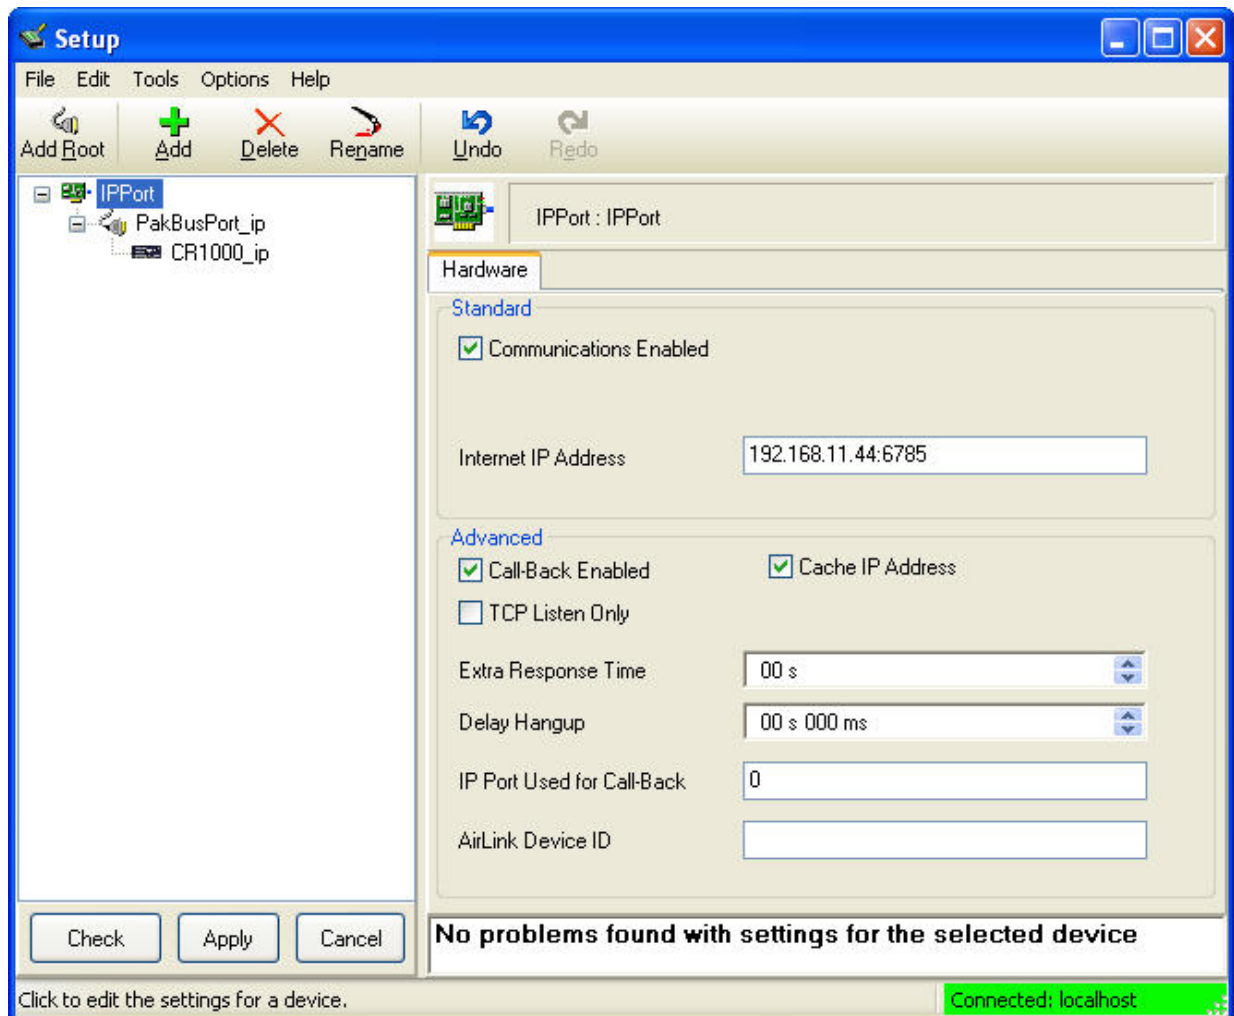 Setup
File Edit Tools Options Help
Add Root Add Delete Rename Undo Redo
IPPort
PakBusPort_ip
CR1000_ip
IPPort : IPPort
Hardware
Standard
Communications Enabled
Internet IP Address 192.168.11.44:6785
Advanced
Call-Back Enabled Cache IP Address
TCP Listen Only
Extra Response Time 00 s
Delay Hangup 00 s 000 ms
IP Port Used for Call-Back 0
AirLink Device ID
Check Apply Cancel
No problems found with settings for the selected device
Click to edit the settings for a device. Connected: localhost